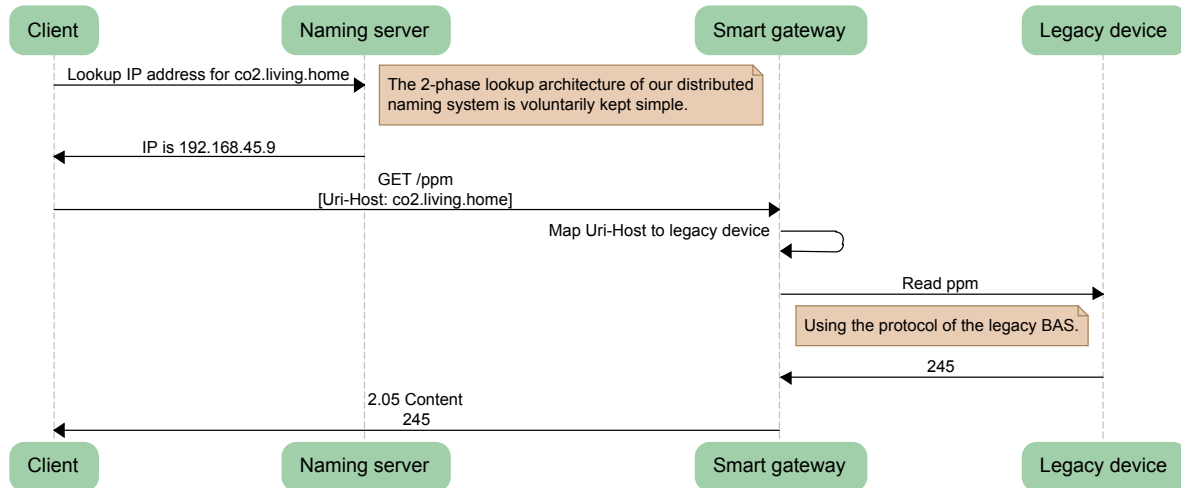 Client
Naming server
Smart gateway
Legacy device
Lookup IP address for co2.living.home
The 2-phase lookup architecture of our distributed
naming system is voluntarily kept simple.
IP is 192.168.45.9
GET /ppm
[Uri-Host: co2.living.home]
Map Uri-Host to legacy device
Read ppm
Using the protocol of the legacy BAS.
245
2.05 Content
245
Client
Naming server
Smart gateway
Legacy device